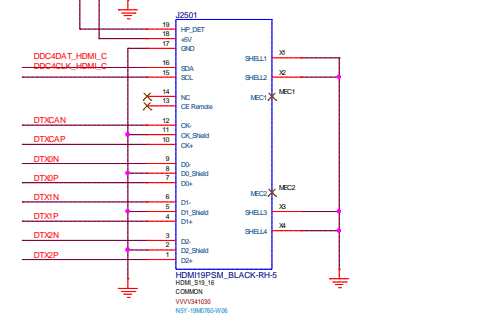 J2501
19 HP_DET
18 +5V
17 GND
DDC4DAT_HDMI_C 16 SDA
DDC4CLK_HDMI_C 15 SCL
14 NC
13 CE Remote
DTXCAN 12 CK-
11 CK_Shield
DTXCAP 10 CK+
DTX0N 9 D0-
8 D0_Shield
DTX0P 7 D0+
DTX1N 6 D1-
5 D1_Shield
DTX1P 4 D1+
DTX2N 3 D2-
2 D2_Shield
DTX2P 1 D2+
SHELL1 X1
SHELL2 X2
MEC1 MEC1
MEC2 MEC2
SHELL3 X3
SHELL4 X4
HDMI19PSM_BLACK-RH-5
HDMI_S19_16
COMMON
VVVV341030
N5Y-19M0760-W06